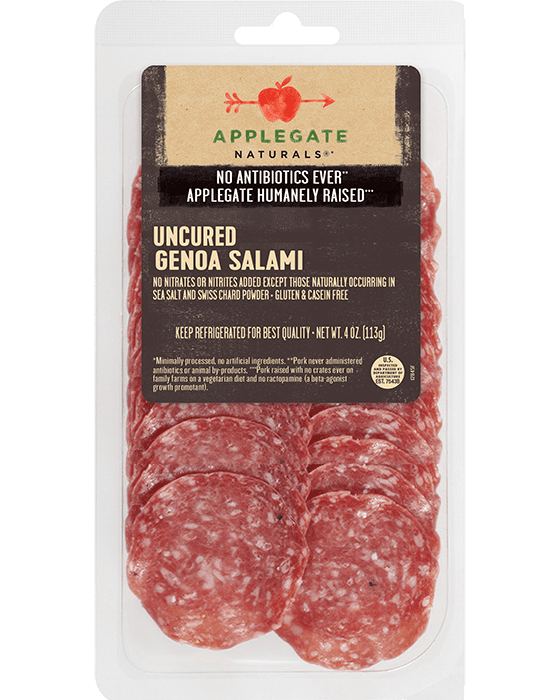 APPLEGATE
NATURALS®*
NO ANTIBIOTICS EVER**
APPLEGATE HUMANELY RAISED***
UNCURED
GENOA SALAMI
NO NITRATES OR NITRITES ADDED EXCEPT THOSE NATURALLY OCCURRING IN
SEA SALT AND SWISS CHARD POWDER • GLUTEN & CASEIN FREE
KEEP REFRIGERATED FOR BEST QUALITY • NET WT. 4 OZ. (113g)
*Minimally processed, no artificial ingredients. **Pork never administered
antibiotics or animal by-products. ***Pork raised with no crates ever on
family farms on a vegetarian diet and no ractopamine (a beta-agonist
growth promotant).
U.S.
INSPECTED
AND PASSED BY
DEPARTMENT OF
AGRICULTURE
EST. 7543B